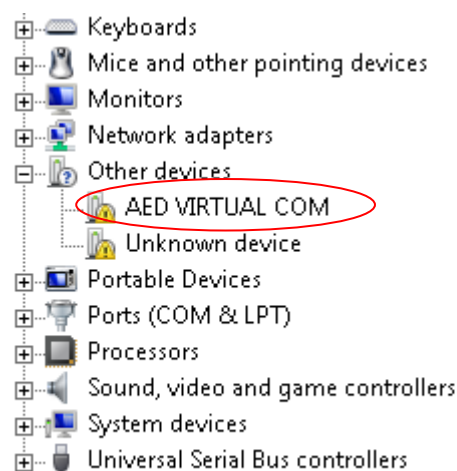 Keyboards
Mice and other pointing devices
Monitors
Network adapters
Other devices
AED VIRTUAL COM
Unknown device
Portable Devices
Ports (COM & LPT)
Processors
Sound, video and game controllers
System devices
Universal Serial Bus controllers